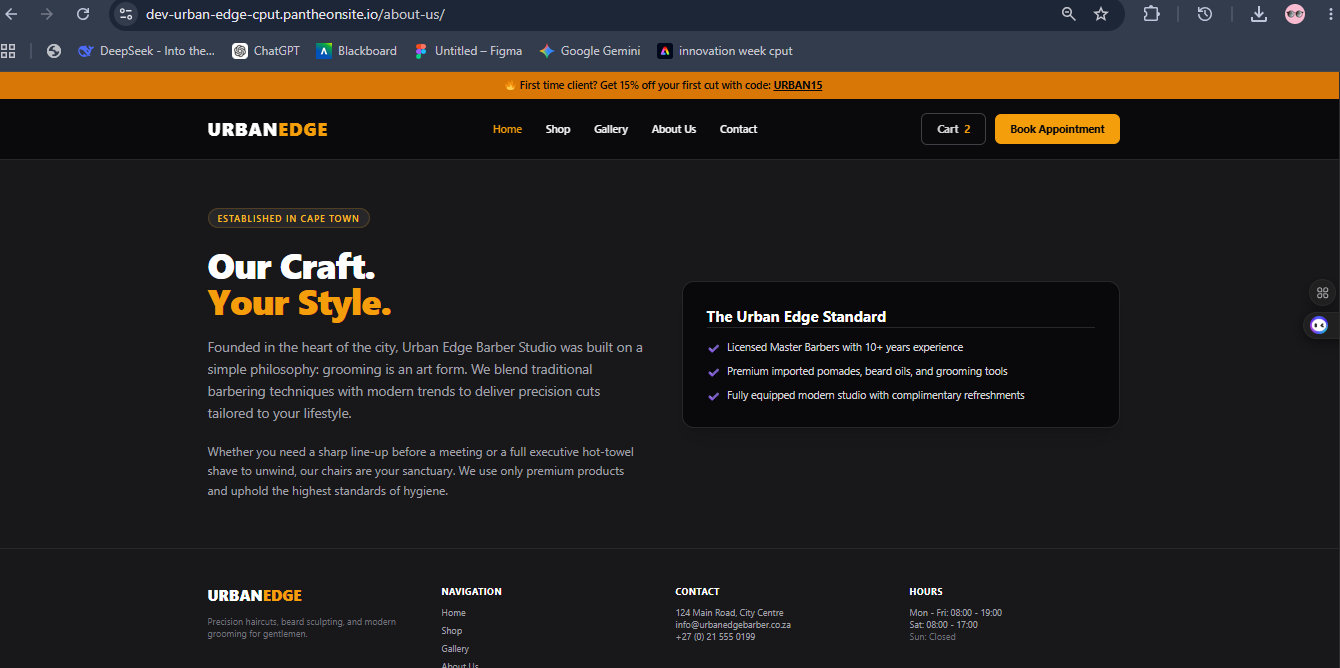 dev-urban-edge-cput.pantheonsite.io/about-us/
DeepSeek - Into the...
ChatGPT
Blackboard
Untitled – Figma
Google Gemini
innovation week cput
🔥 First time client? Get 15% off your first cut with code: URBAN15
URBANEDGE
Home
Shop
Gallery
About Us
Contact
Cart 2
Book Appointment
ESTABLISHED IN CAPE TOWN
Our Craft.
Your Style.
Founded in the heart of the city, Urban Edge Barber Studio was built on a
simple philosophy: grooming is an art form. We blend traditional
barbering techniques with modern trends to deliver precision cuts
tailored to your lifestyle.
Whether you need a sharp line-up before a meeting or a full executive hot-towel
shave to unwind, our chairs are your sanctuary. We use only premium products
and uphold the highest standards of hygiene.
The Urban Edge Standard
Licensed Master Barbers with 10+ years experience
Premium imported pomades, beard oils, and grooming tools
Fully equipped modern studio with complimentary refreshments
URBANEDGE
Precision haircuts, beard sculpting, and modern
grooming for gentlemen.
NAVIGATION
Home
Shop
Gallery
About Us
CONTACT
124 Main Road, City Centre
info@urbanedgebarber.co.za
+27 (0) 21 555 0199
HOURS
Mon - Fri: 08:00 - 19:00
Sat: 08:00 - 17:00
Sun: Closed